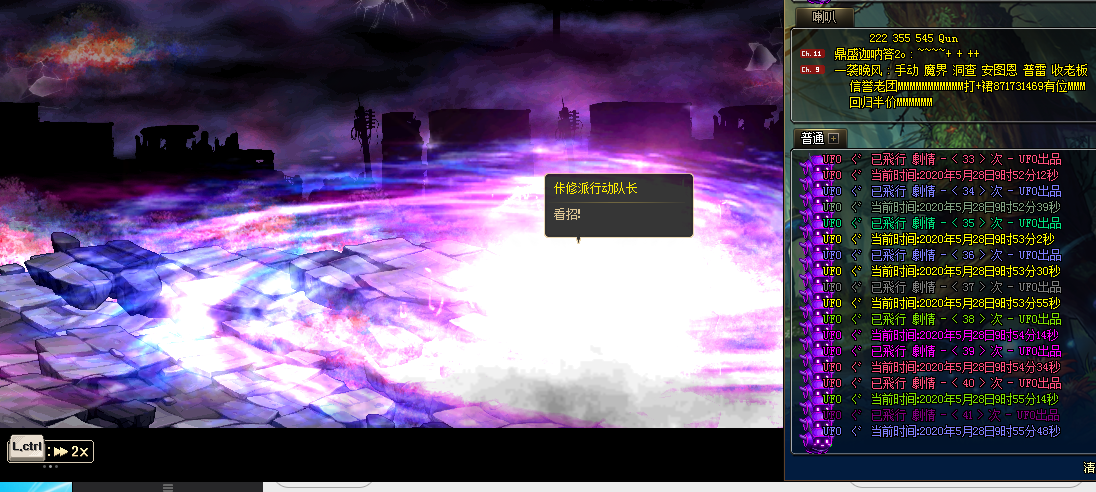 佧修派行动队长
看招!
L,ctrl : 2x
喇叭
222 355 545 Qun
Ch. 11 鼎盛迦呐答2。: ~~~~+ + ++
Ch. 9 一袭晚风 : 手动 魔界 洞查 安图恩 普雷 收老板
信誉老团MMMMMMMMMMM打+裙871731469有位MMM
回归半价MMMMMM
普通 +
UFO 已飛行 劇情 - < 33 > 次 - UFO出品
UFO 当前时间:2020年5月28日9时52分12秒
UFO 已飛行 劇情 - < 34 > 次 - UFO出品
UFO 当前时间:2020年5月28日9时52分39秒
UFO 已飛行 劇情 - < 35 > 次 - UFO出品
UFO 当前时间:2020年5月28日9时53分2秒
UFO 已飛行 劇情 - < 36 > 次 - UFO出品
UFO 当前时间:2020年5月28日9时53分30秒
UFO 已飛行 劇情 - < 37 > 次 - UFO出品
UFO 当前时间:2020年5月28日9时53分55秒
UFO 已飛行 劇情 - < 38 > 次 - UFO出品
UFO 当前时间:2020年5月28日9时54分14秒
UFO 已飛行 劇情 - < 39 > 次 - UFO出品
UFO 当前时间:2020年5月28日9时54分34秒
UFO 已飛行 劇情 - < 40 > 次 - UFO出品
UFO 当前时间:2020年5月28日9时55分14秒
UFO 已飛行 劇情 - < 41 > 次 - UFO出品
UFO 当前时间:2020年5月28日9时55分48秒
清